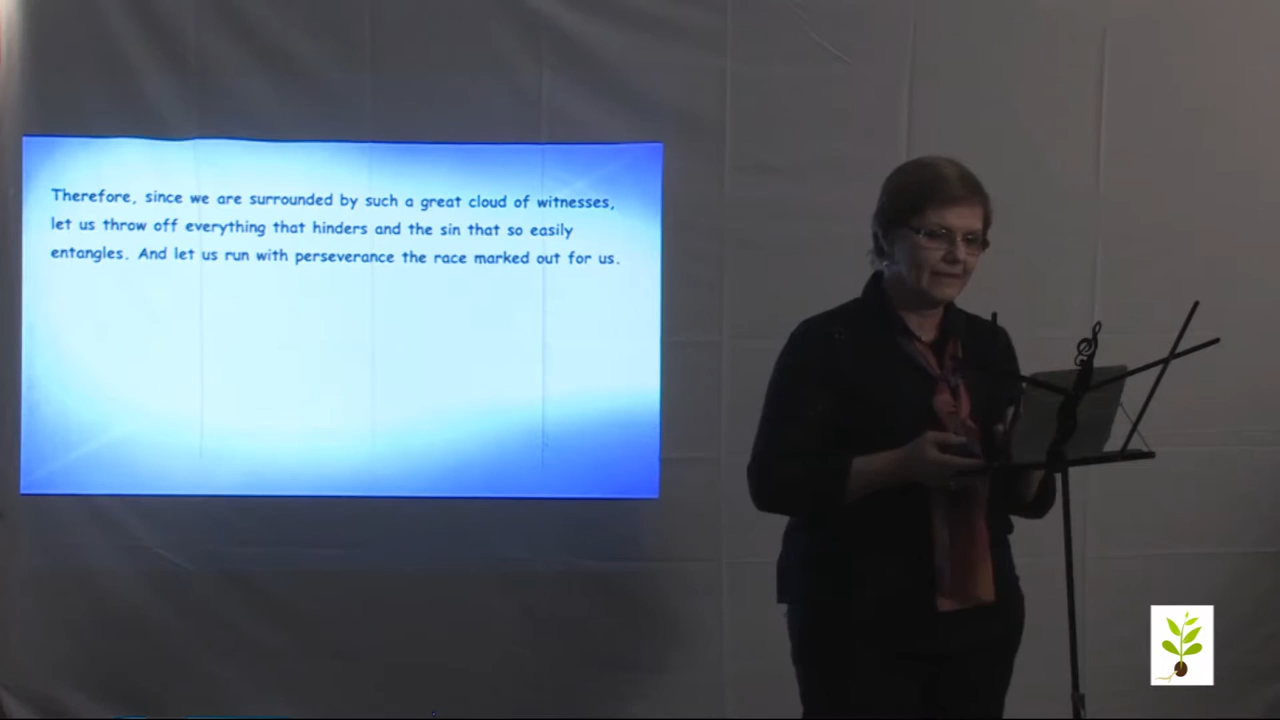 Therefore, since we are surrounded by such a great cloud of witnesses,
let us throw off everything that hinders and the sin that so easily
entangles. And let us run with perseverance the race marked out for us.